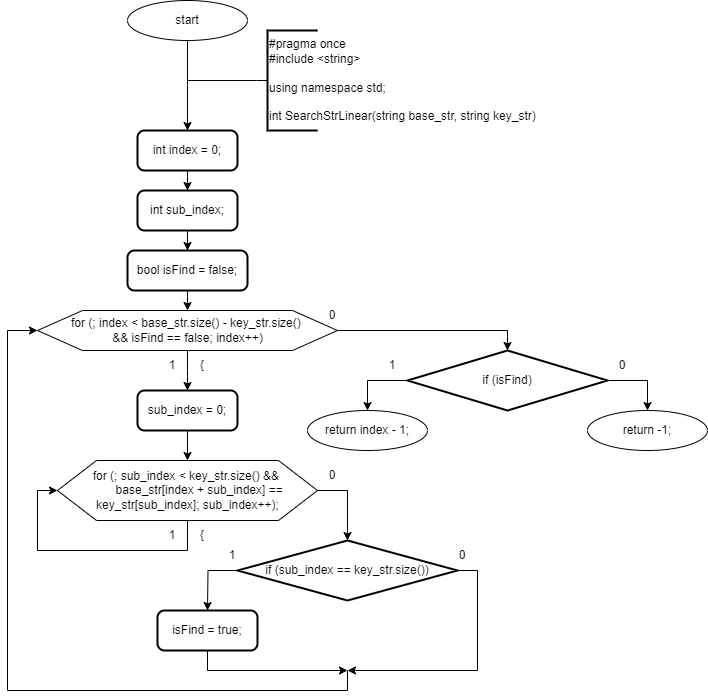 start
#pragma once
#include <string>
using namespace std;
int SearchStrLinear(string base_str, string key_str)
int index = 0;
int sub_index;
bool isFind = false;
for (; index < base_str.size() - key_str.size()
&& isFind == false; index++)
0
1 {
sub_index = 0;
if (isFind)
1
0
return index - 1;
return -1;
for (; sub_index < key_str.size() &&
base_str[index + sub_index] ==
key_str[sub_index]; sub_index++);
0
1 {
if (sub_index == key_str.size())
1
0
isFind = true;